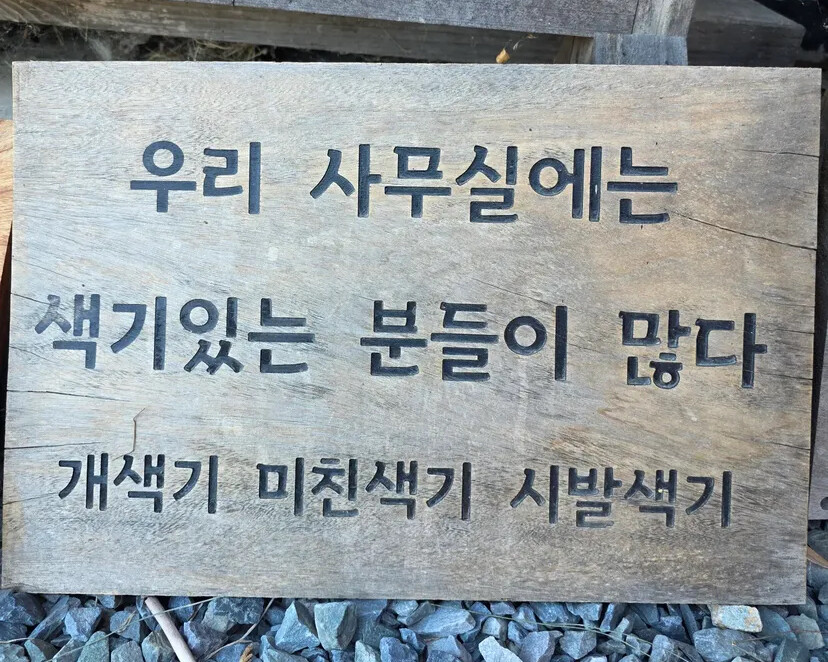 우리 사무실에는
색기있는 분들이 많다
개색기 미친색기 시발색기